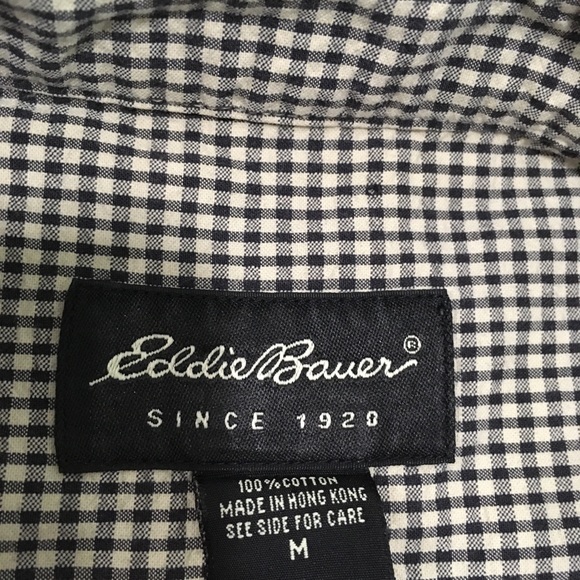 Eddie Bauer®
SINCE 1920
100% COTTON
MADE IN HONG KONG
SEE SIDE FOR CARE
M